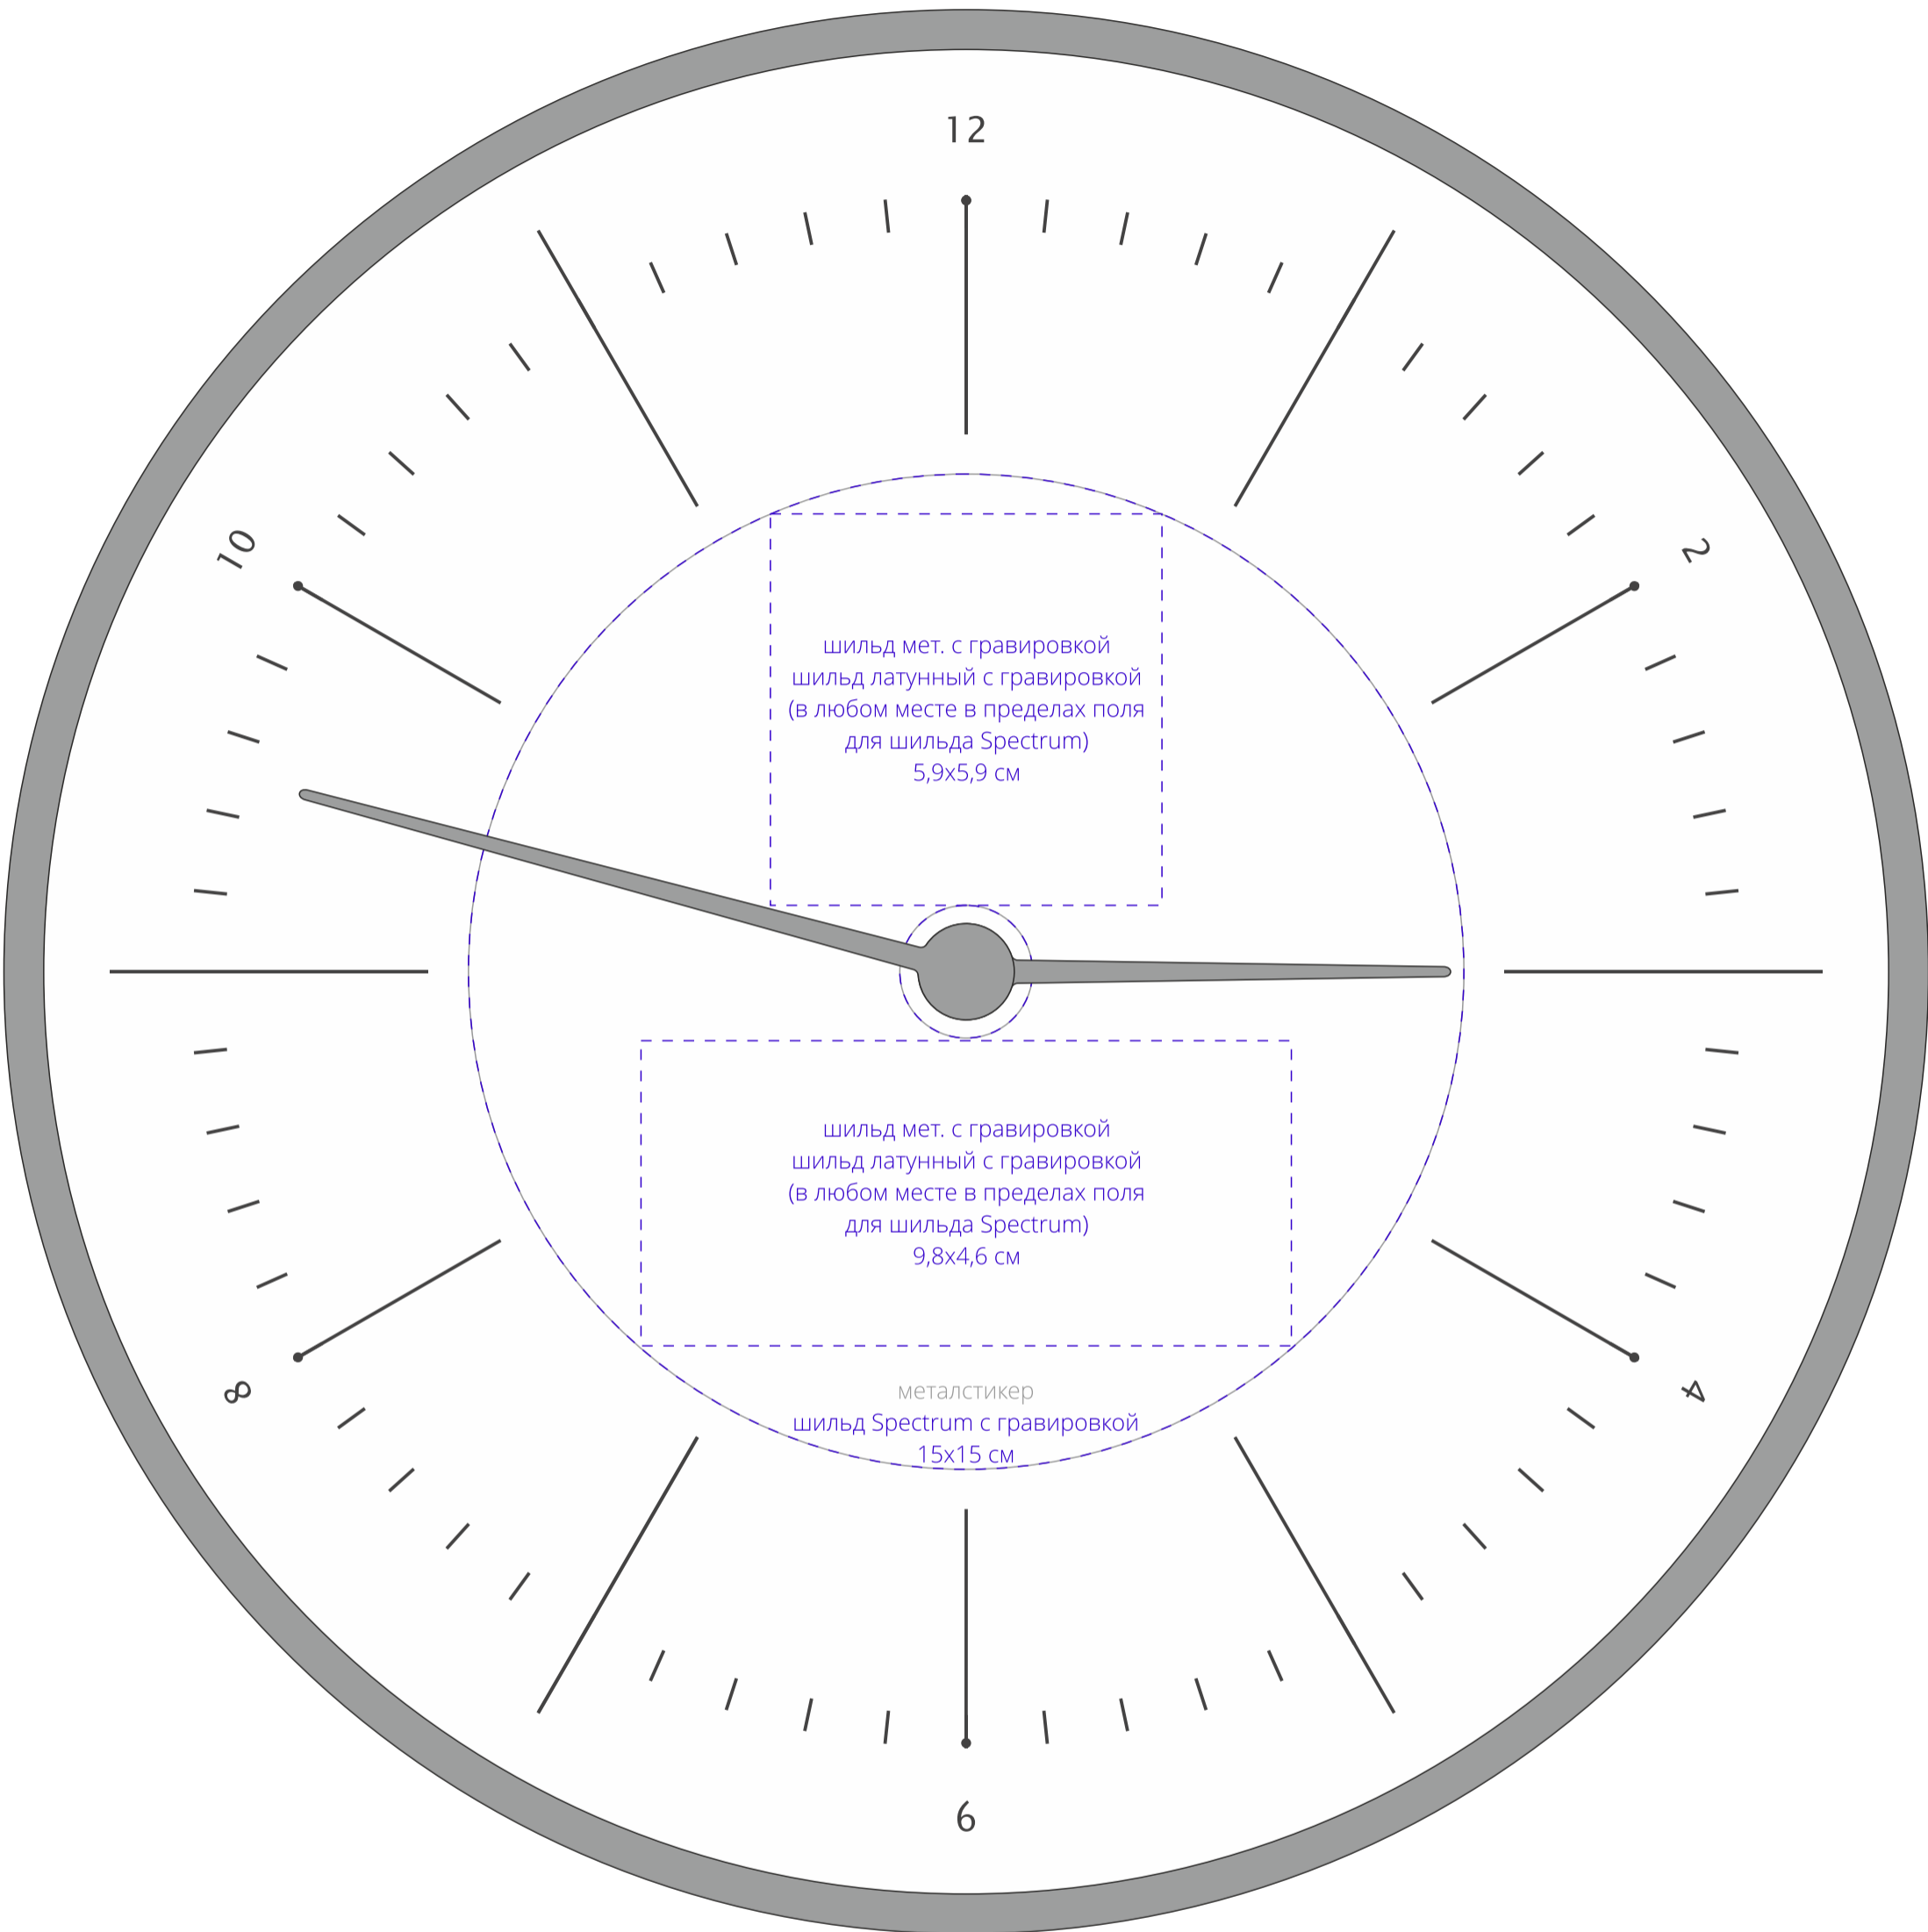 12
10
2
шильд мет. с гравировкой
шильд латунный с гравировкой
(в любом месте в пределах поля
для шильда Spectrum)
5,9х5,9 см
шильд мет. с гравировкой
шильд латунный с гравировкой
(в любом месте в пределах поля
для шильда Spectrum)
9,8х4,6 см
8
4
металстикер
шильд Spectrum с гравировкой
15х15 см
6